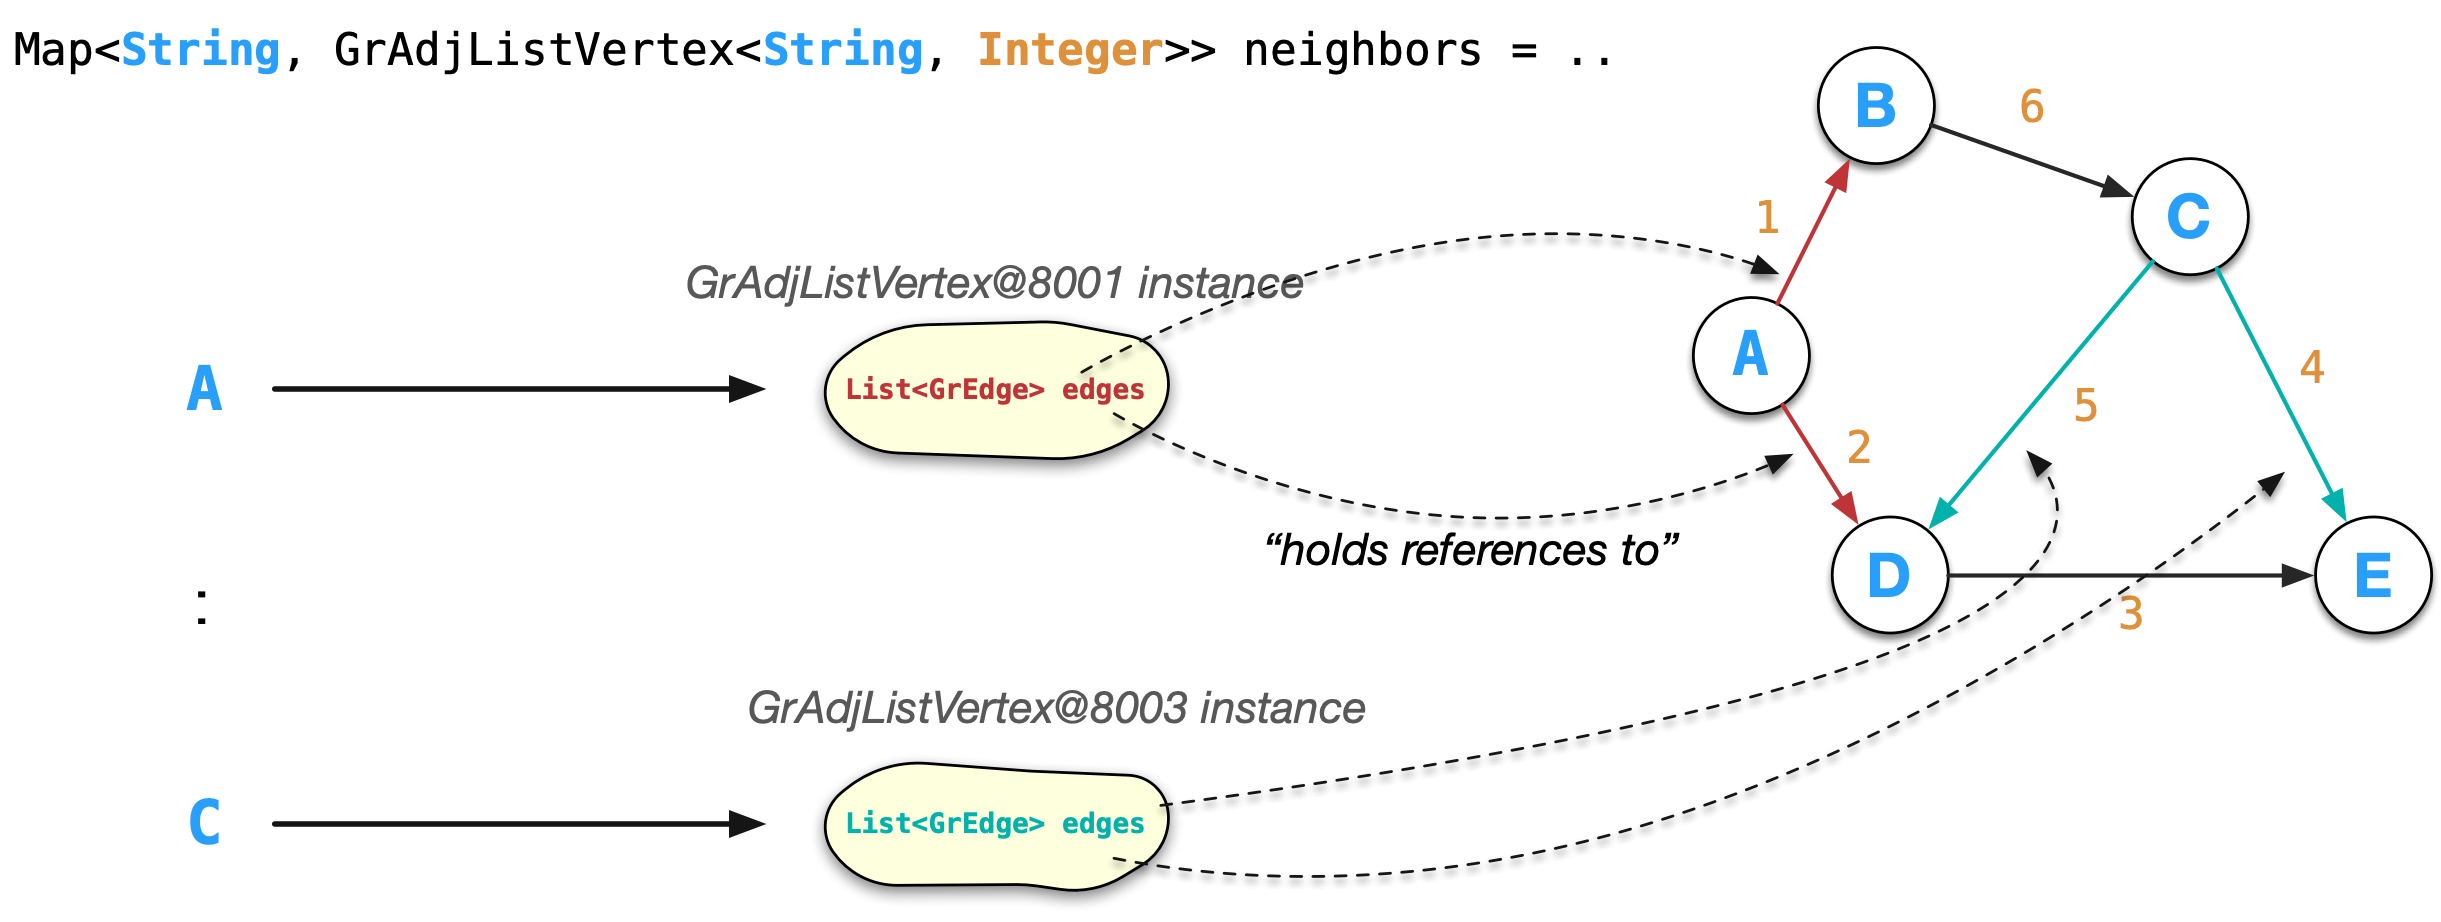 Map<String, GrAdjListVertex<String, Integer>> neighbors = ..
B
6
C
1
GrAdjListVertex@8001 instance
A
4
A
List<GrEdge> edges
5
2
“holds references to”
D
E
3
:
GrAdjListVertex@8003 instance
C
List<GrEdge> edges